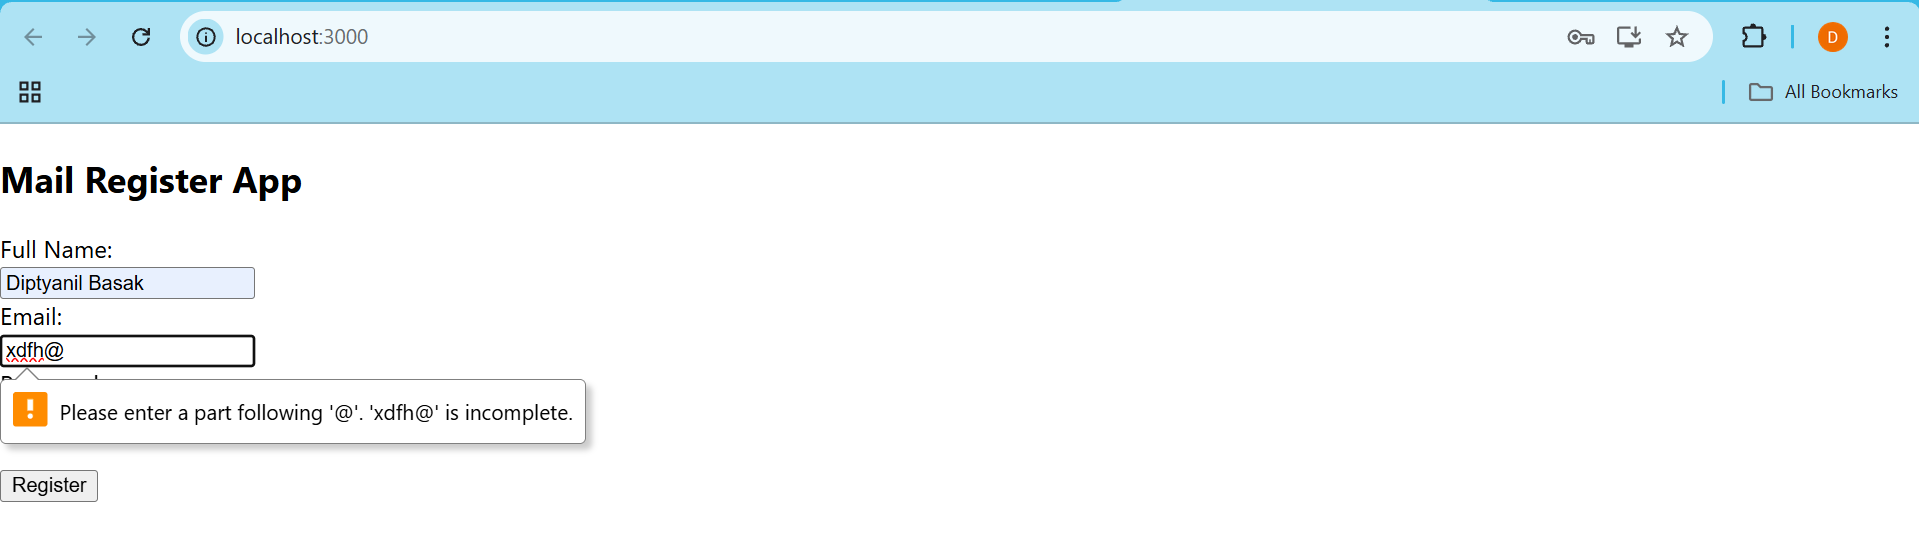 localhost:3000
D
All Bookmarks
Mail Register App
Full Name:
Diptyanil Basak
Email:
xdfh@
Please enter a part following '@'. 'xdfh@' is incomplete.
Register